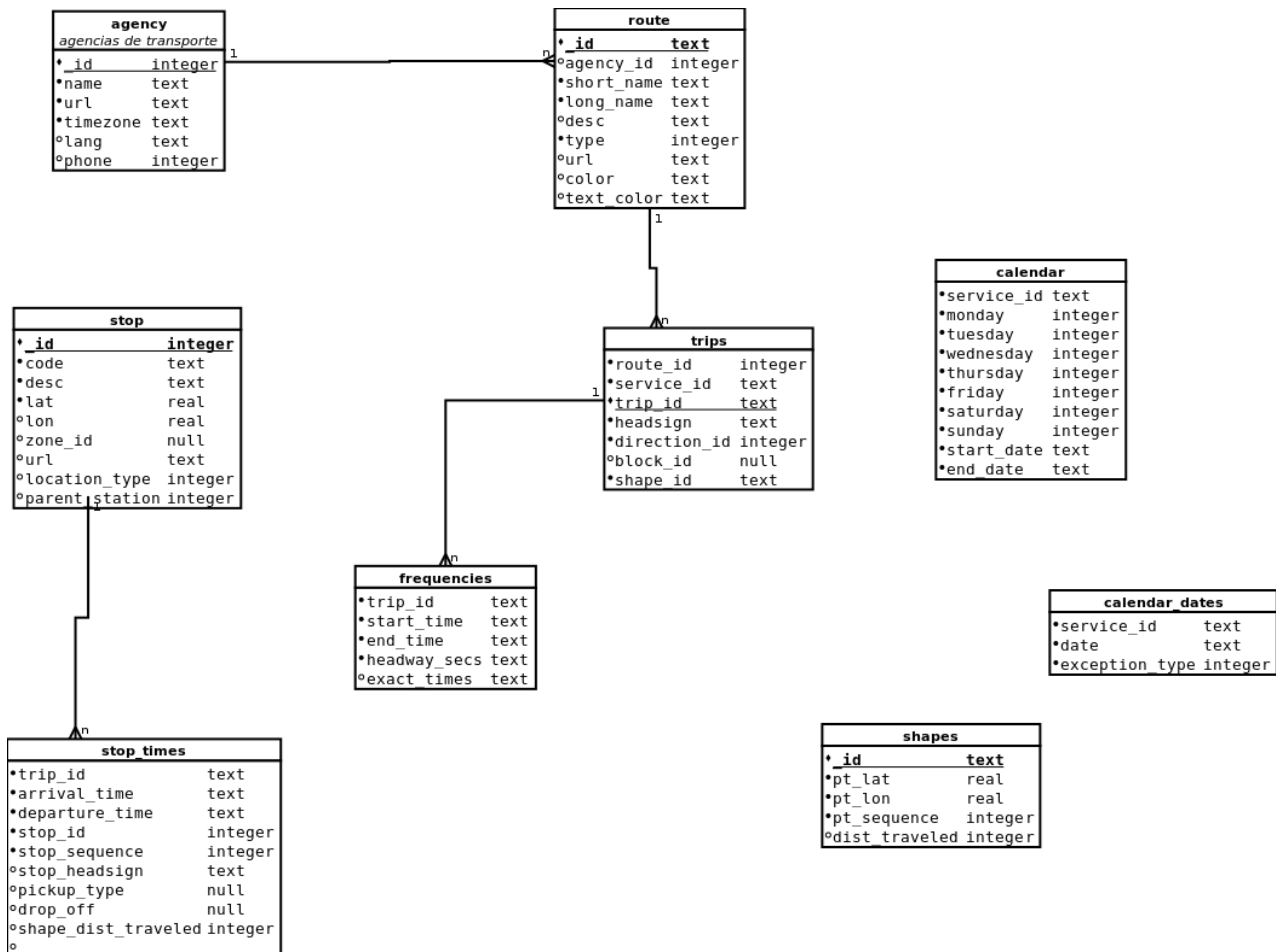 agency
agencias de transporte
_id integer
name text
url text
timezone text
lang text
phone integer
1
n
route
_id text
agency_id integer
short_name text
long_name text
desc text
type integer
url text
color text
text_color text
1
n
calendar
service_id text
monday integer
tuesday integer
wednesday integer
thursday integer
friday integer
saturday integer
sunday integer
start_date text
end_date text
stop
_id integer
code text
desc text
lat real
lon real
zone_id null
url text
location_type integer
parent_station integer
1
n
trips
route_id integer
service_id text
trip_id text
headsign text
direction_id integer
block_id null
shape_id text
1
n
frequencies
trip_id text
start_time text
end_time text
headway_secs text
exact_times text
calendar_dates
service_id text
date text
exception_type integer
shapes
_id text
pt_lat real
pt_lon real
pt_sequence integer
dist_traveled integer
stop_times
trip_id text
arrival_time text
departure_time text
stop_id integer
stop_sequence integer
stop_headsign text
pickup_type null
drop_off null
shape_dist_traveled integer